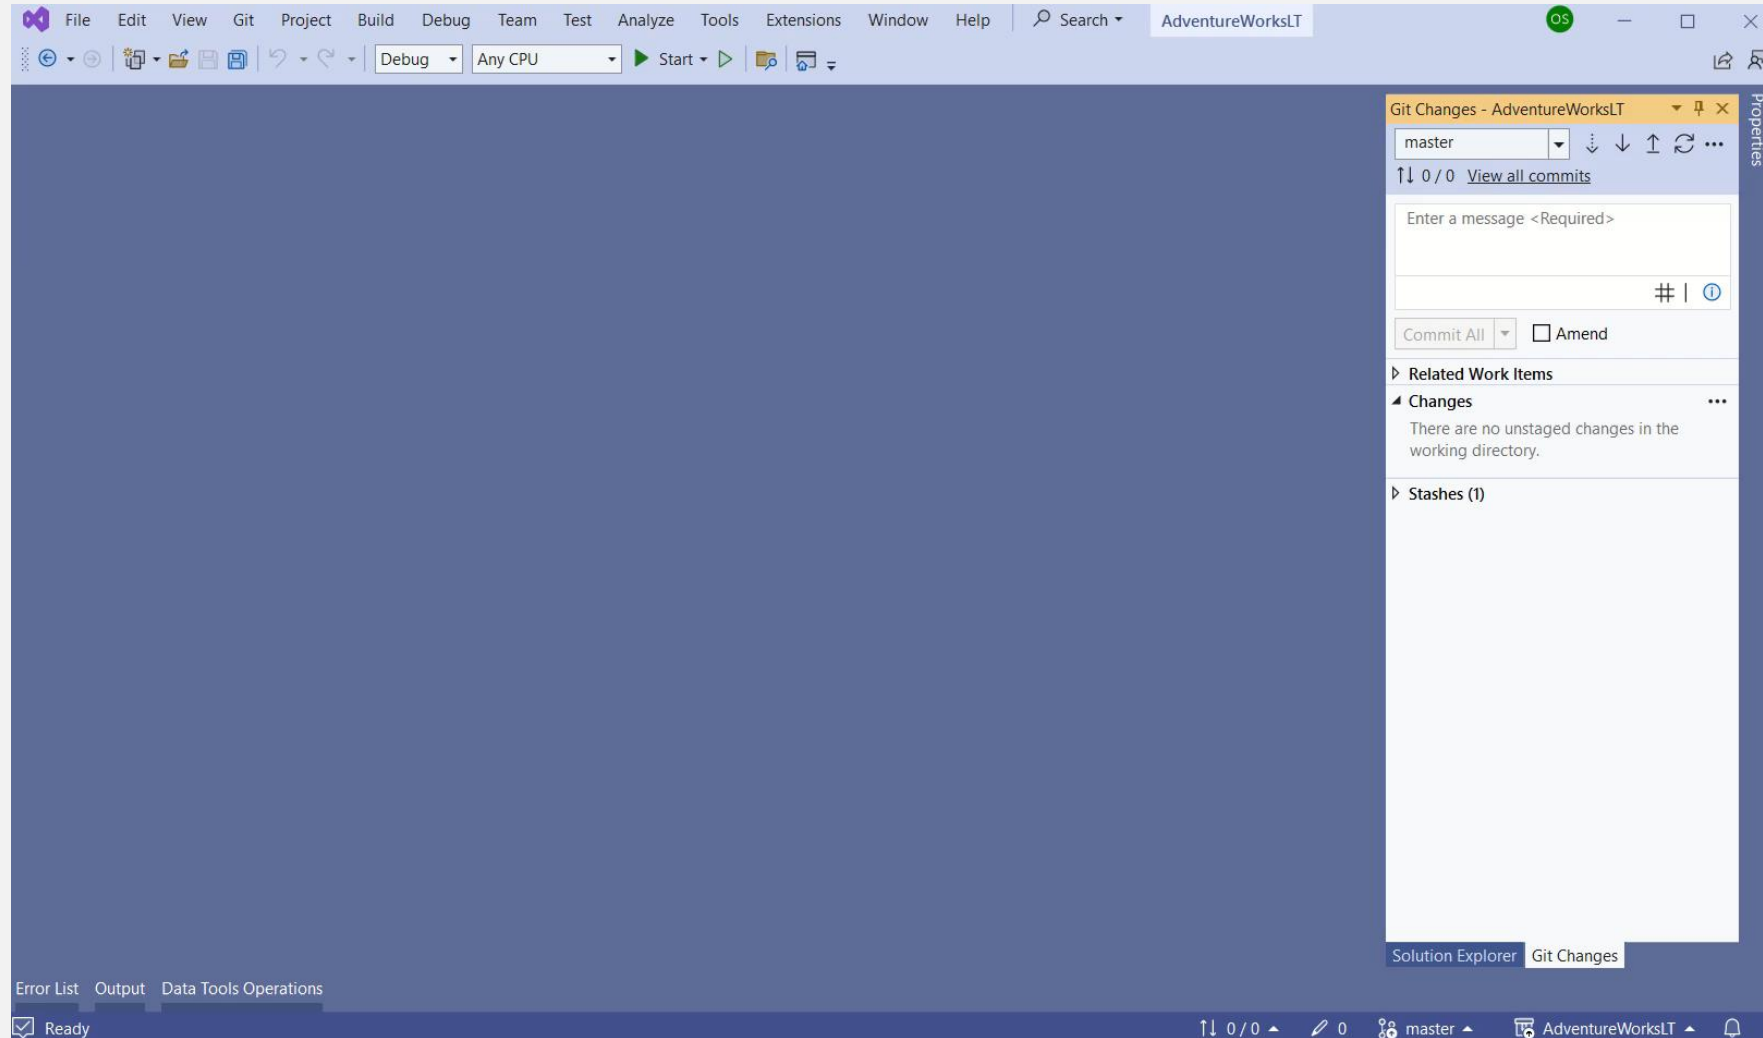 File Edit View Git Project Build Debug Team Test Analyze Tools Extensions Window Help Search AdventureWorksLT OS
Debug Any CPU Start
Git Changes - AdventureWorksLT
Properties
master
0 / 0 View all commits
Enter a message <Required>
Commit All Amend
Related Work Items
Changes
There are no unstaged changes in the
working directory.
Stashes (1)
Solution Explorer Git Changes
Error List Output Data Tools Operations
Ready 0 / 0 0 master AdventureWorksLT